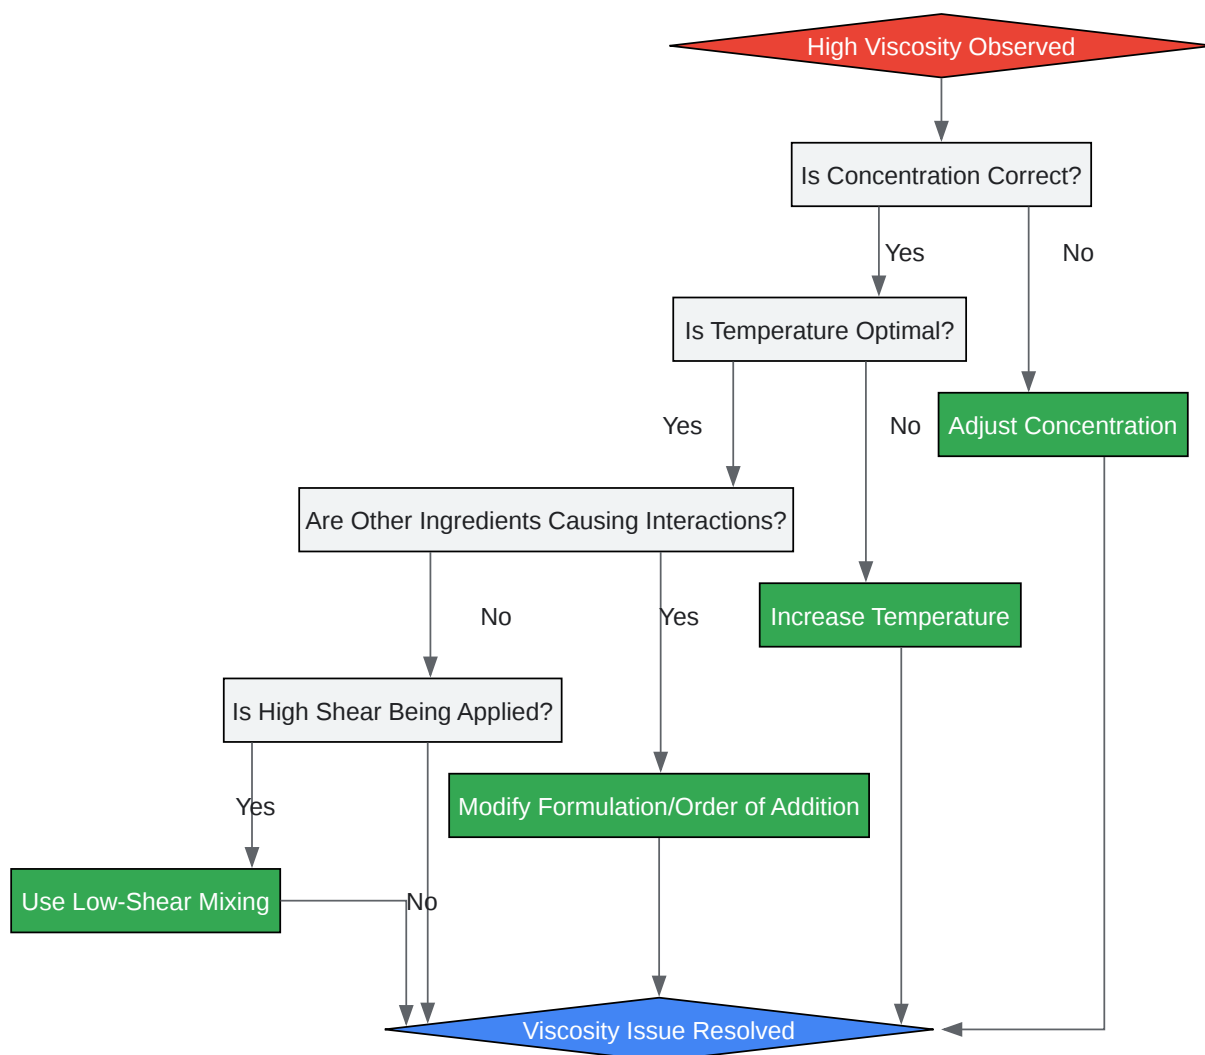 High Viscosity Observed
Is Concentration Correct?
Yes
No
Is Temperature Optimal?
Adjust Concentration
Yes
No
Are Other Ingredients Causing Interactions?
Increase Temperature
No
Yes
Is High Shear Being Applied?
Modify Formulation/Order of Addition
Yes
Use Low-Shear Mixing
No
Viscosity Issue Resolved